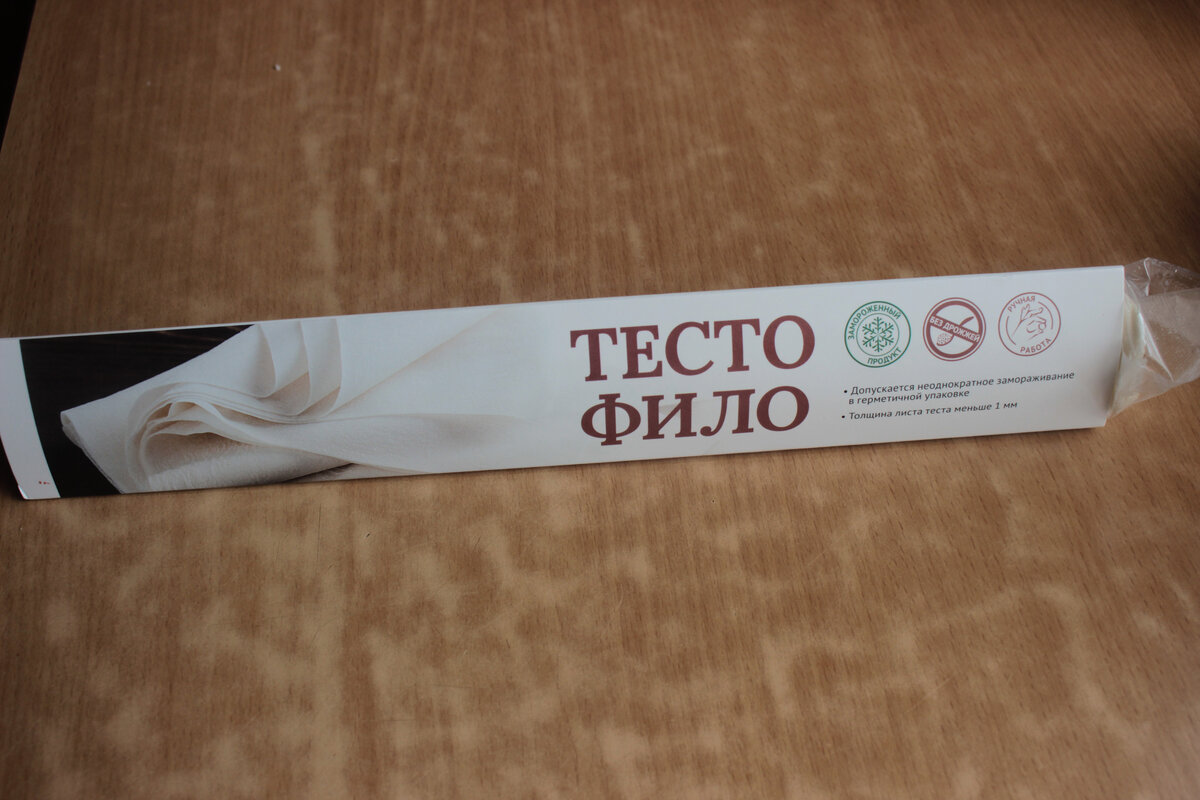 ТЕСТО
ФИЛО
ЗАМОРОЖЕННЫЙ
ПРОДУКТ
БЕЗ ДРОЖЖЕЙ
РУЧНАЯ
РАБОТА
• Допускается неоднократное замораживание
в герметичной упаковке
• Толщина листа теста меньше 1 мм